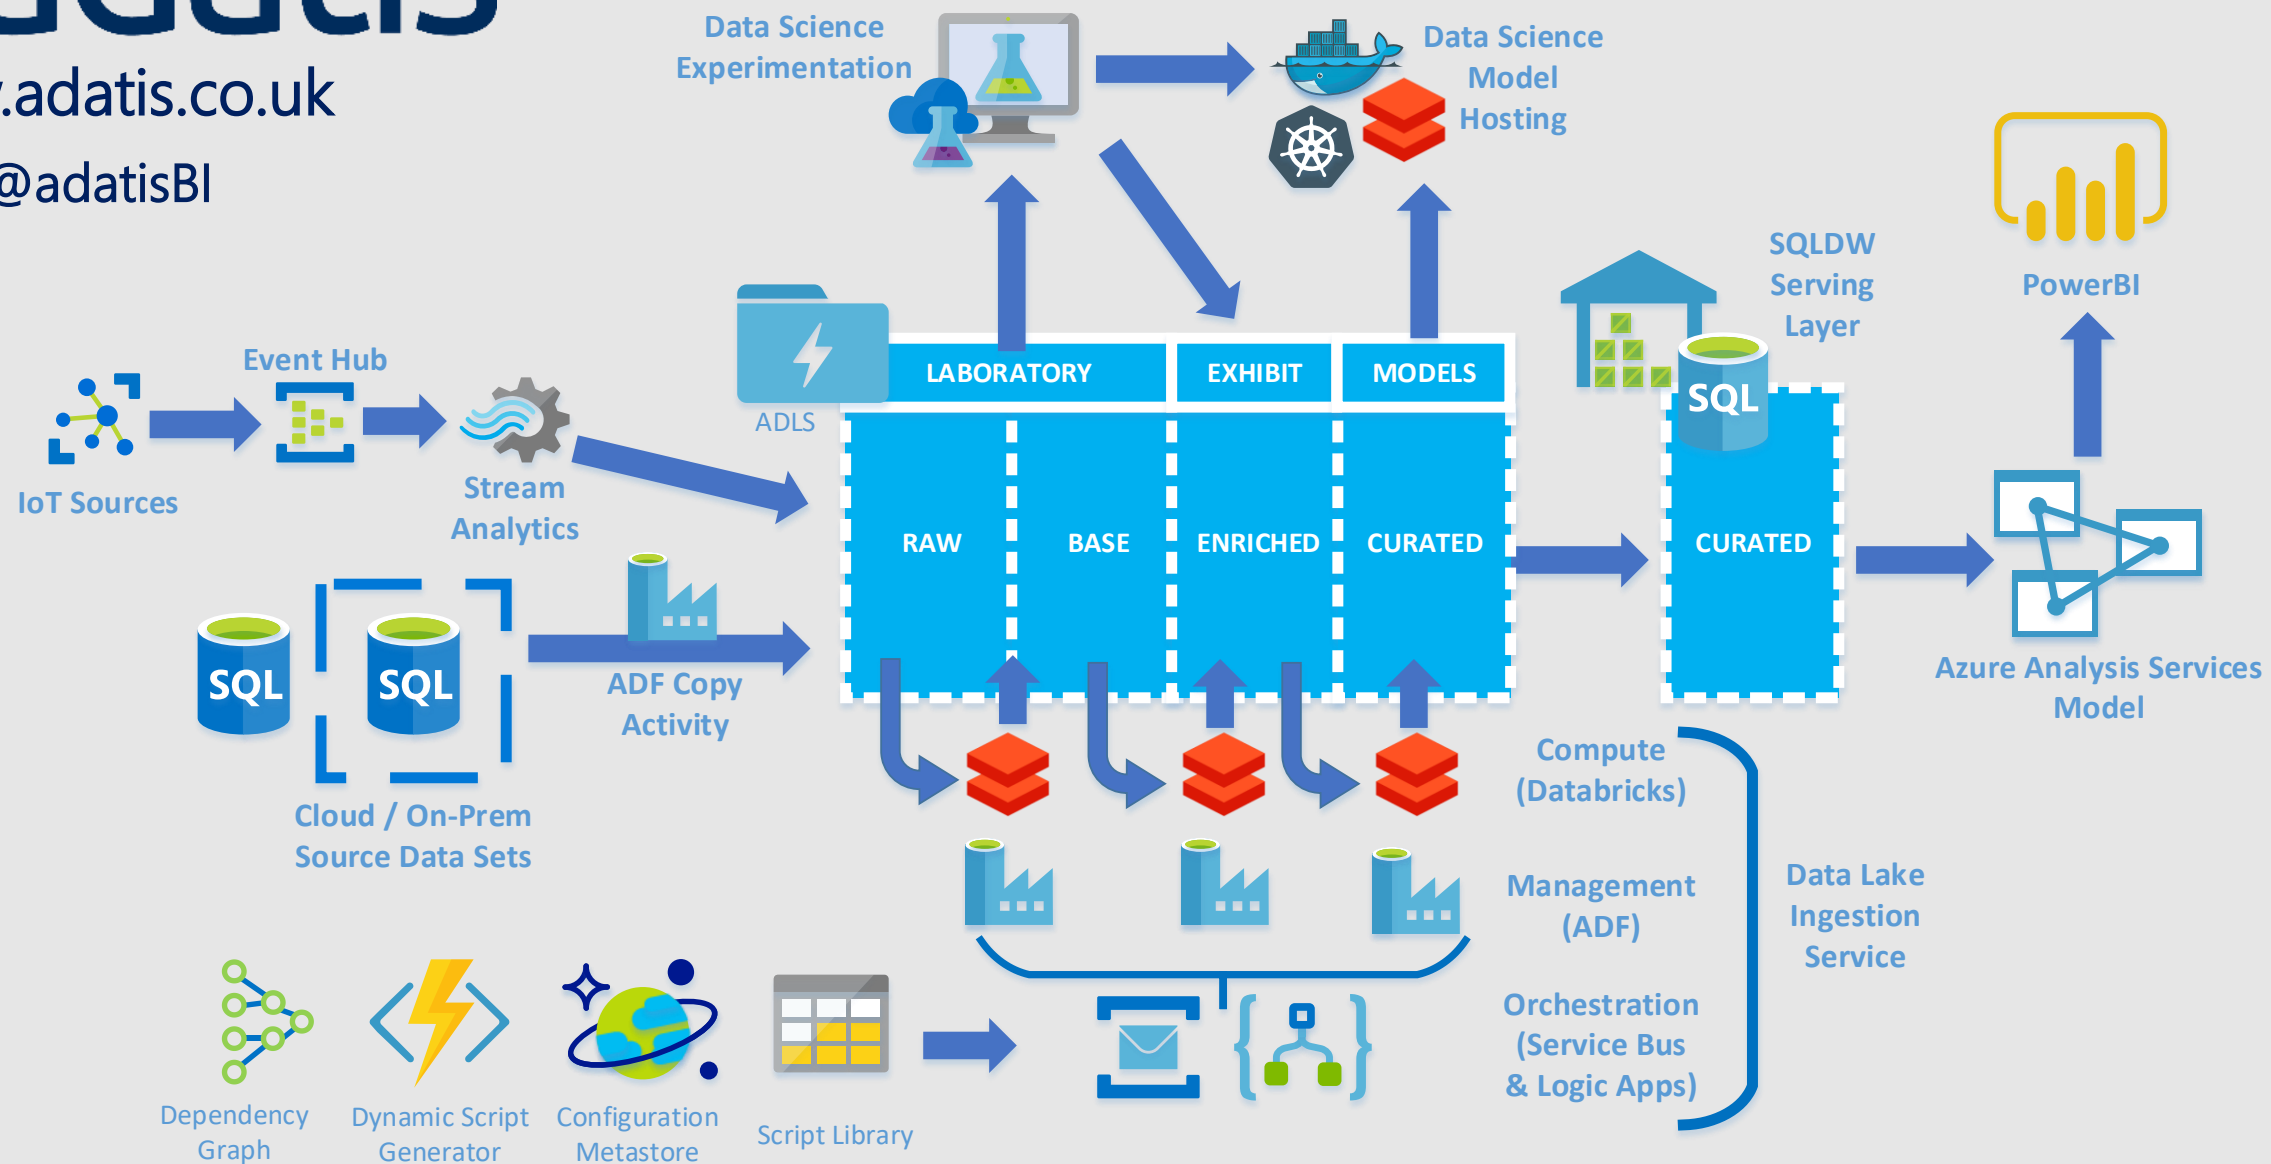 adatis
.adatis.co.uk
@adatisBI
Data Science
Experimentation
Data Science
Model
Hosting
SQLDW
Serving
Layer
PowerBI
Event Hub
IoT Sources
Stream
Analytics
ADLS
LABORATORY
EXHIBIT
MODELS
RAW
BASE
ENRICHED
CURATED
SQL
CURATED
Azure Analysis Services
Model
SQL
SQL
Cloud / On-Prem
Source Data Sets
ADF Copy
Activity
Compute
(Databricks)
Management
(ADF)
Orchestration
(Service Bus
& Logic Apps)
Data Lake
Ingestion
Service
Dependency
Graph
Dynamic Script
Generator
Configuration
Metastore
Script Library